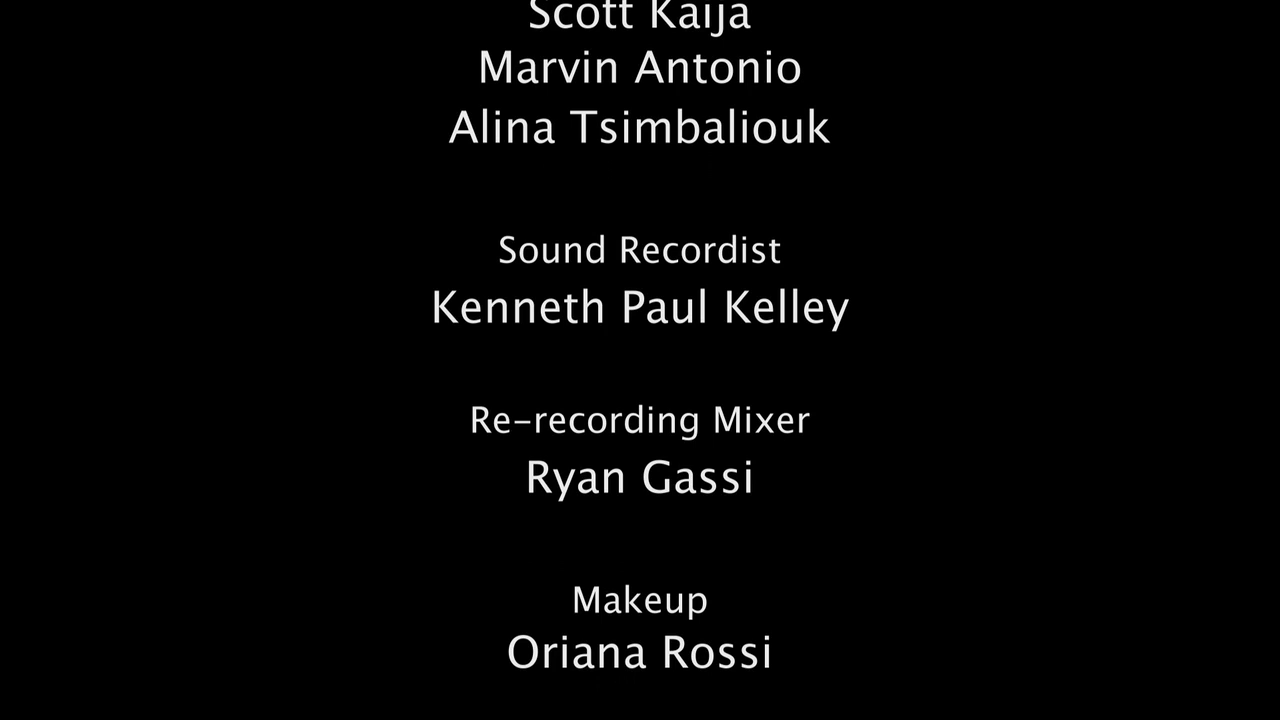 Scott Kaija
Marvin Antonio
Alina Tsimbaliouk
Sound Recordist
Kenneth Paul Kelley
Re-recording Mixer
Ryan Gassi
Makeup
Oriana Rossi